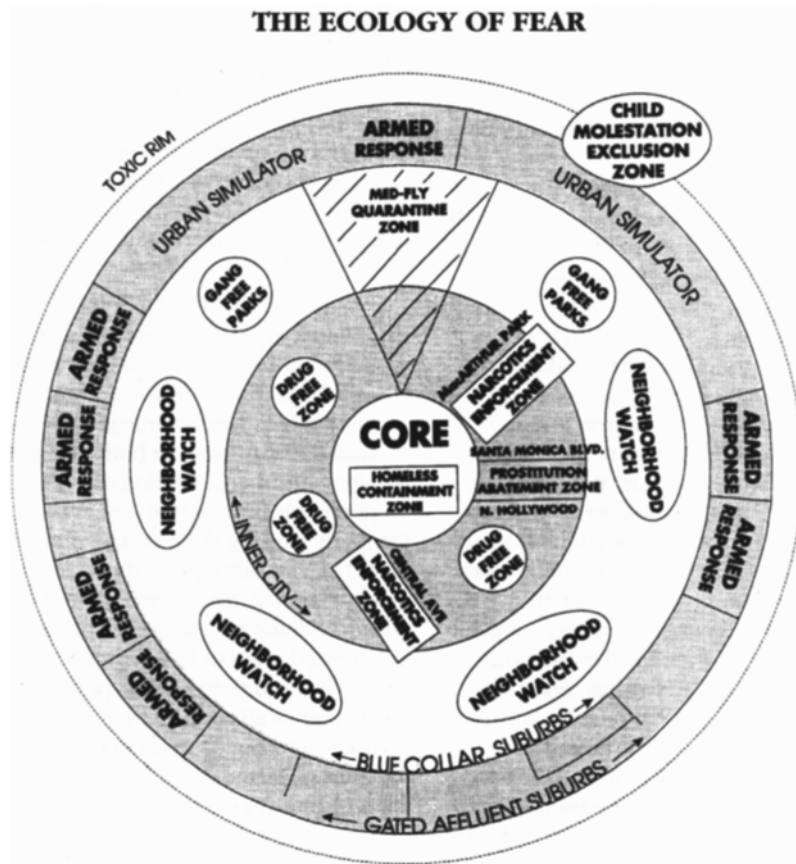 THE ECOLOGY OF FEAR
TOXIC RIM
CHILD
MOLESTATION
EXCLUSION
ZONE
ARMED
RESPONSE
URBAN SIMULATOR
URBAN SIMULATOR
MED-FLY
QUARANTINE
ZONE
GANG
FREE
PARKS
GANG
FREE
PARKS
ARMED
RESPONSE
MacARTHUR PARK
NARCOTICS
ENFORCEMENT
ZONE
DRUG
FREE
ZONE
NEIGHBORHOOD
WATCH
NEIGHBORHOOD
WATCH
ARMED
RESPONSE
ARMED
RESPONSE
CORE
HOMELESS
CONTAINMENT
ZONE
SANTA MONICA BLVD.
PROSTITUTION
ABATEMENT ZONE
N. HOLLYWOOD
DRUG
FREE
ZONE
DRUG
FREE
ZONE
INNER CITY
CENTRAL AVE
NARCOTICS
ENFORCEMENT
ZONE
ARMED
RESPONSE
ARMED
RESPONSE
ARMED
RESPONSE
NEIGHBORHOOD
WATCH
NEIGHBORHOOD
WATCH
BLUE COLLAR SUBURBS
GATED AFFLUENT SUBURBS